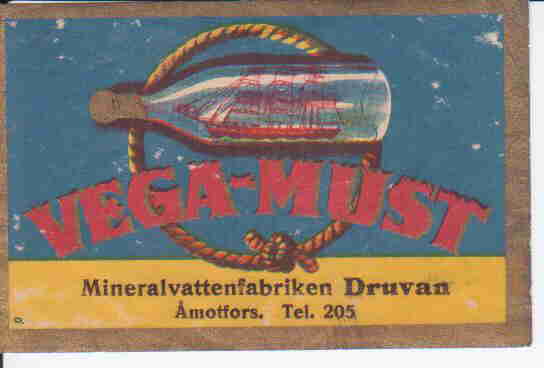 VEGA-MUST
Mineralvattenfabriken Druvan
Åmotfors. Tel. 205